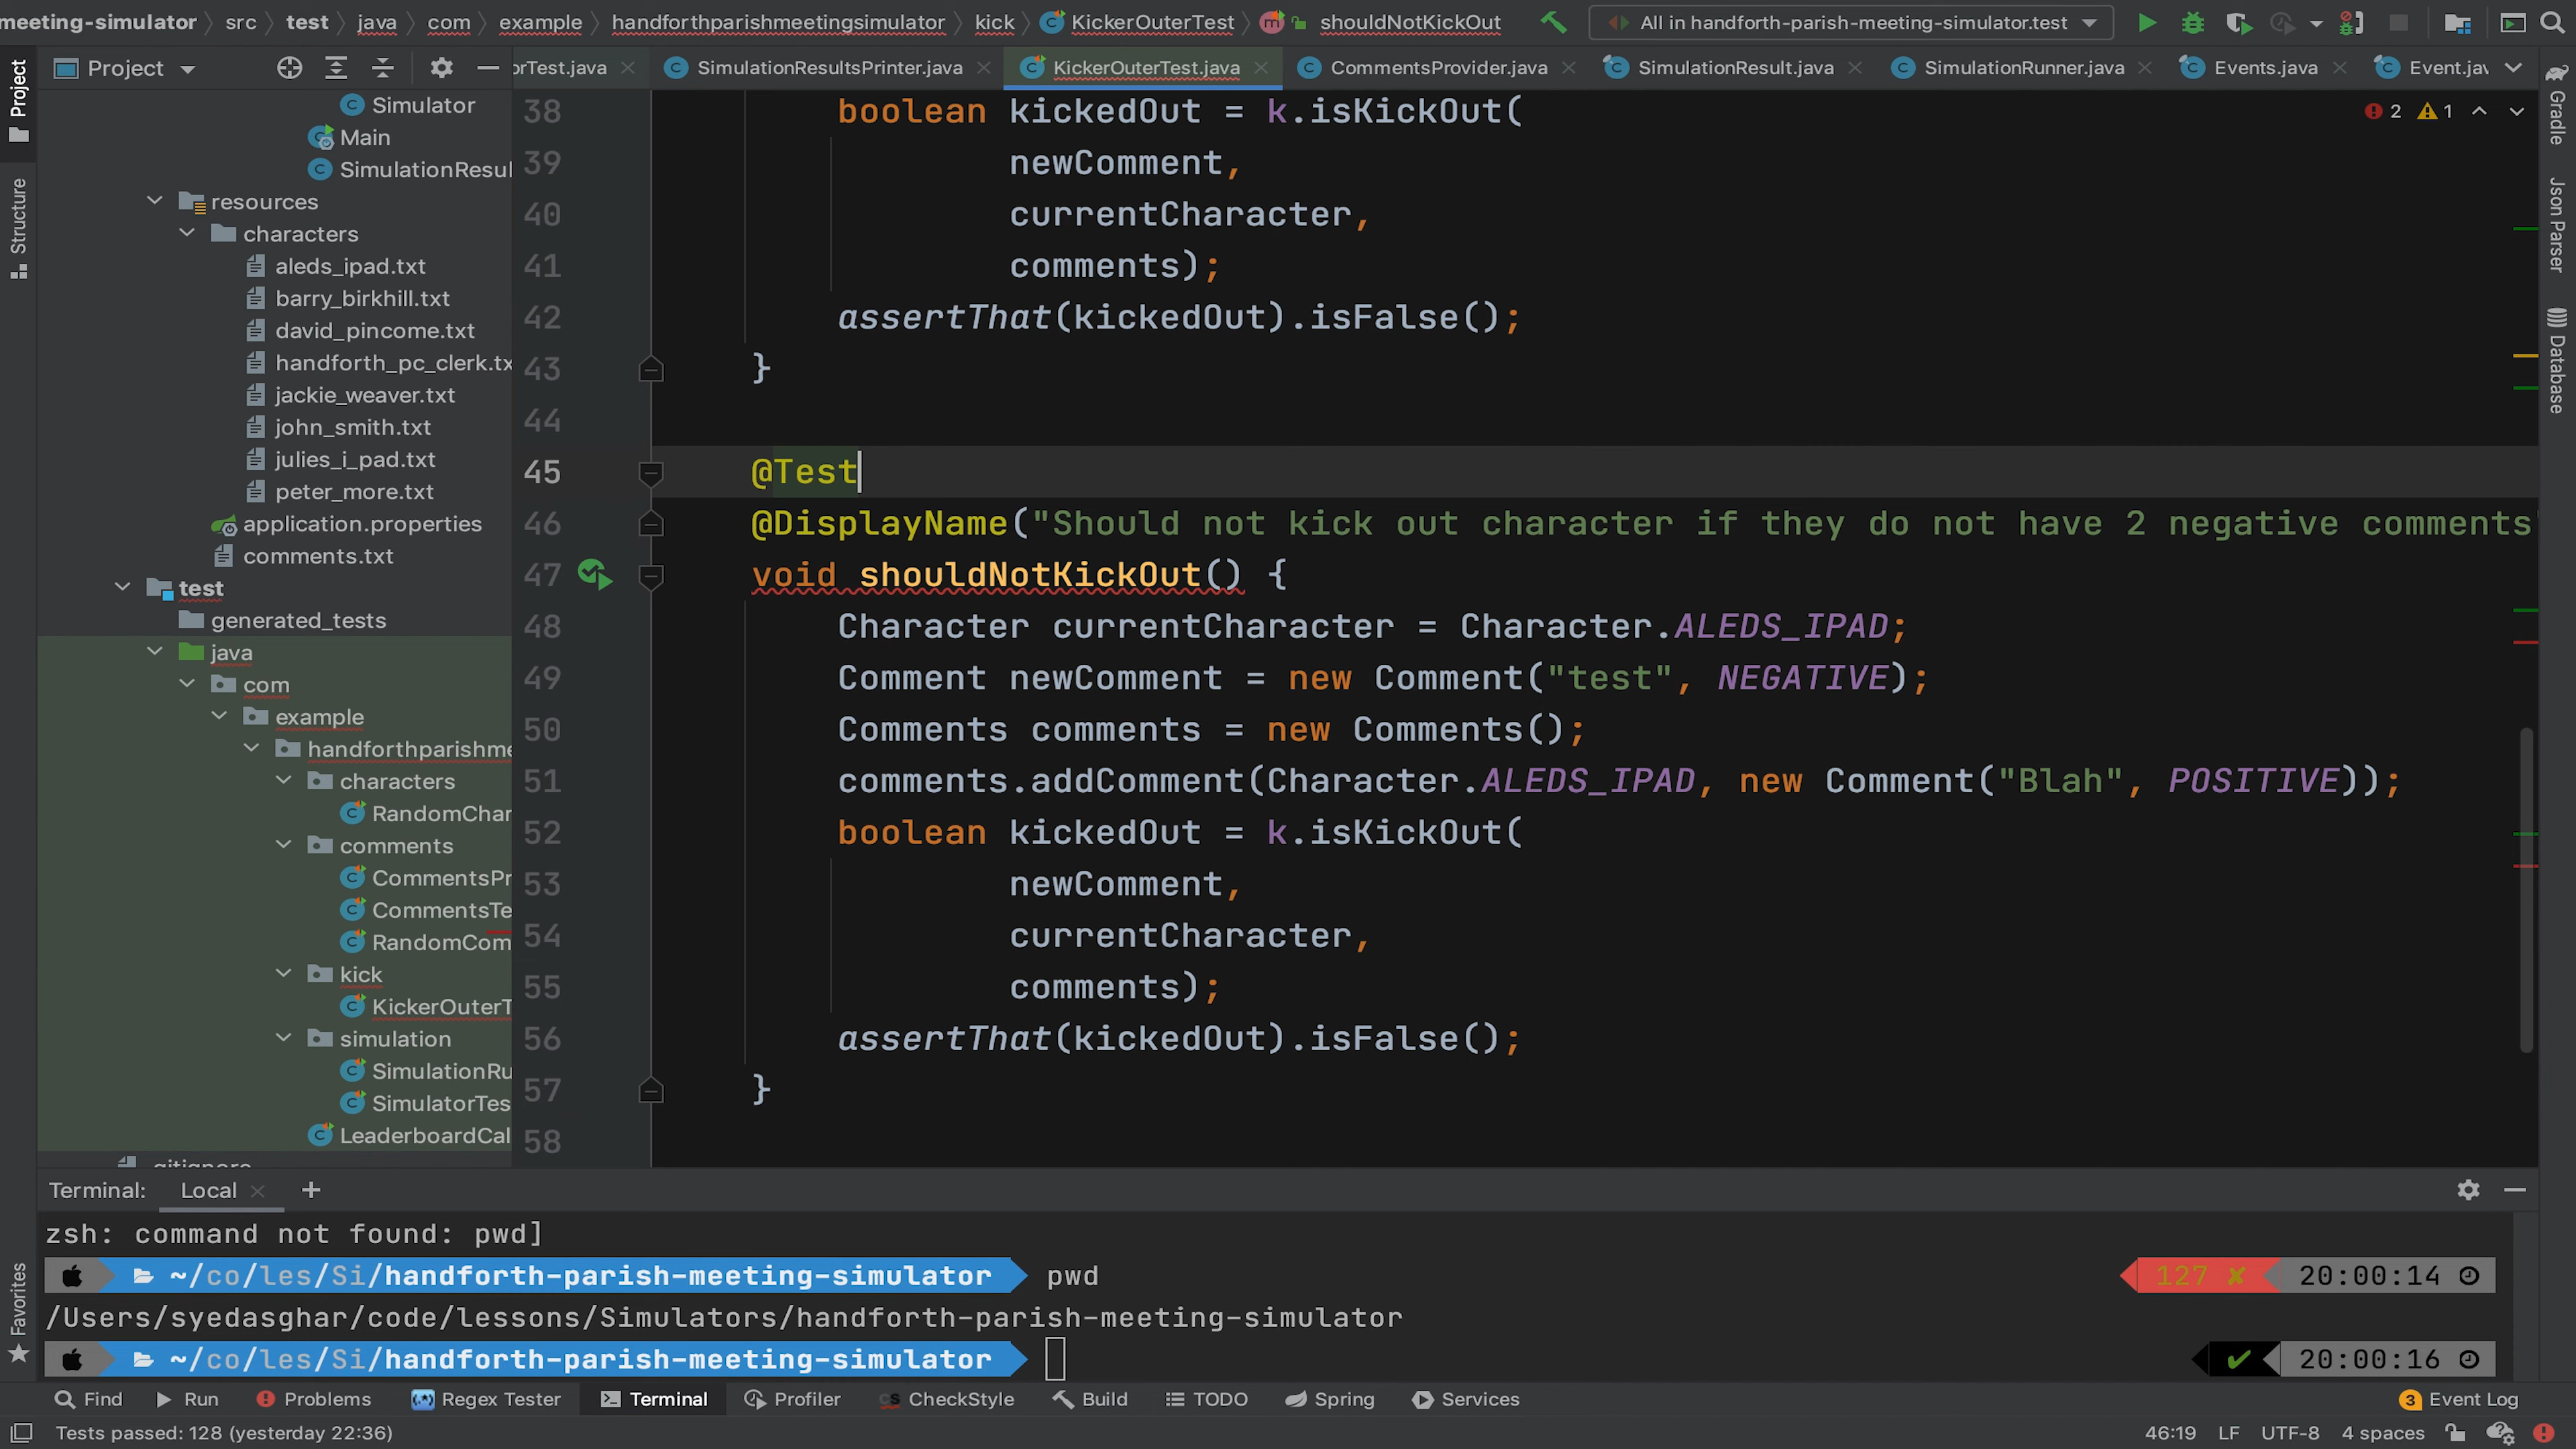 meeting-simulator src test java com example handforthparishmeetingsimulator kick KickerOuterTest shouldNotKickOut All in handforth-parish-meeting-simulator.test
Project
orTest.java SimulationResultsPrinter.java KickerOuterTest.java CommentsProvider.java SimulationResult.java SimulationRunner.java Events.java Event.jav
Project
Structure
Favorites
Simulator
Main
SimulationResul
resources
characters
aleds_ipad.txt
barry_birkhill.txt
david_pincome.txt
handforth_pc_clerk.tx
jackie_weaver.txt
john_smith.txt
julies_i_pad.txt
peter_more.txt
application.properties
comments.txt
test
generated_tests
java
com
example
handforthparishme
characters
RandomChar
comments
CommentsPr
CommentsTe
RandomCom
kick
KickerOuterT
simulation
SimulationRu
SimulatorTes
LeaderboardCal
.gitignore
2 1
38 boolean kickedOut = k.isKickOut(
39 newComment,
40 currentCharacter,
41 comments);
42 assertThat(kickedOut).isFalse();
43 }
44
45 @Test
46 @DisplayName("Should not kick out character if they do not have 2 negative comments
47 void shouldNotKickOut() {
48 Character currentCharacter = Character.ALEDS_IPAD;
49 Comment newComment = new Comment("test", NEGATIVE);
50 Comments comments = new Comments();
51 comments.addComment(Character.ALEDS_IPAD, new Comment("Blah", POSITIVE));
52 boolean kickedOut = k.isKickOut(
53 newComment,
54 currentCharacter,
55 comments);
56 assertThat(kickedOut).isFalse();
57 }
58
Gradle
Json Parser
Database
Terminal: Local +
zsh: command not found: pwd]
~/co/les/Si/handforth-parish-meeting-simulator pwd 127 ✘ 20:00:14
/Users/syedasghar/code/lessons/Simulators/handforth-parish-meeting-simulator
~/co/les/Si/handforth-parish-meeting-simulator ✔ 20:00:16
Find Run Problems Regex Tester Terminal Profiler CheckStyle Build TODO Spring Services 3 Event Log
Tests passed: 128 (yesterday 22:36) 46:19 LF UTF-8 4 spaces